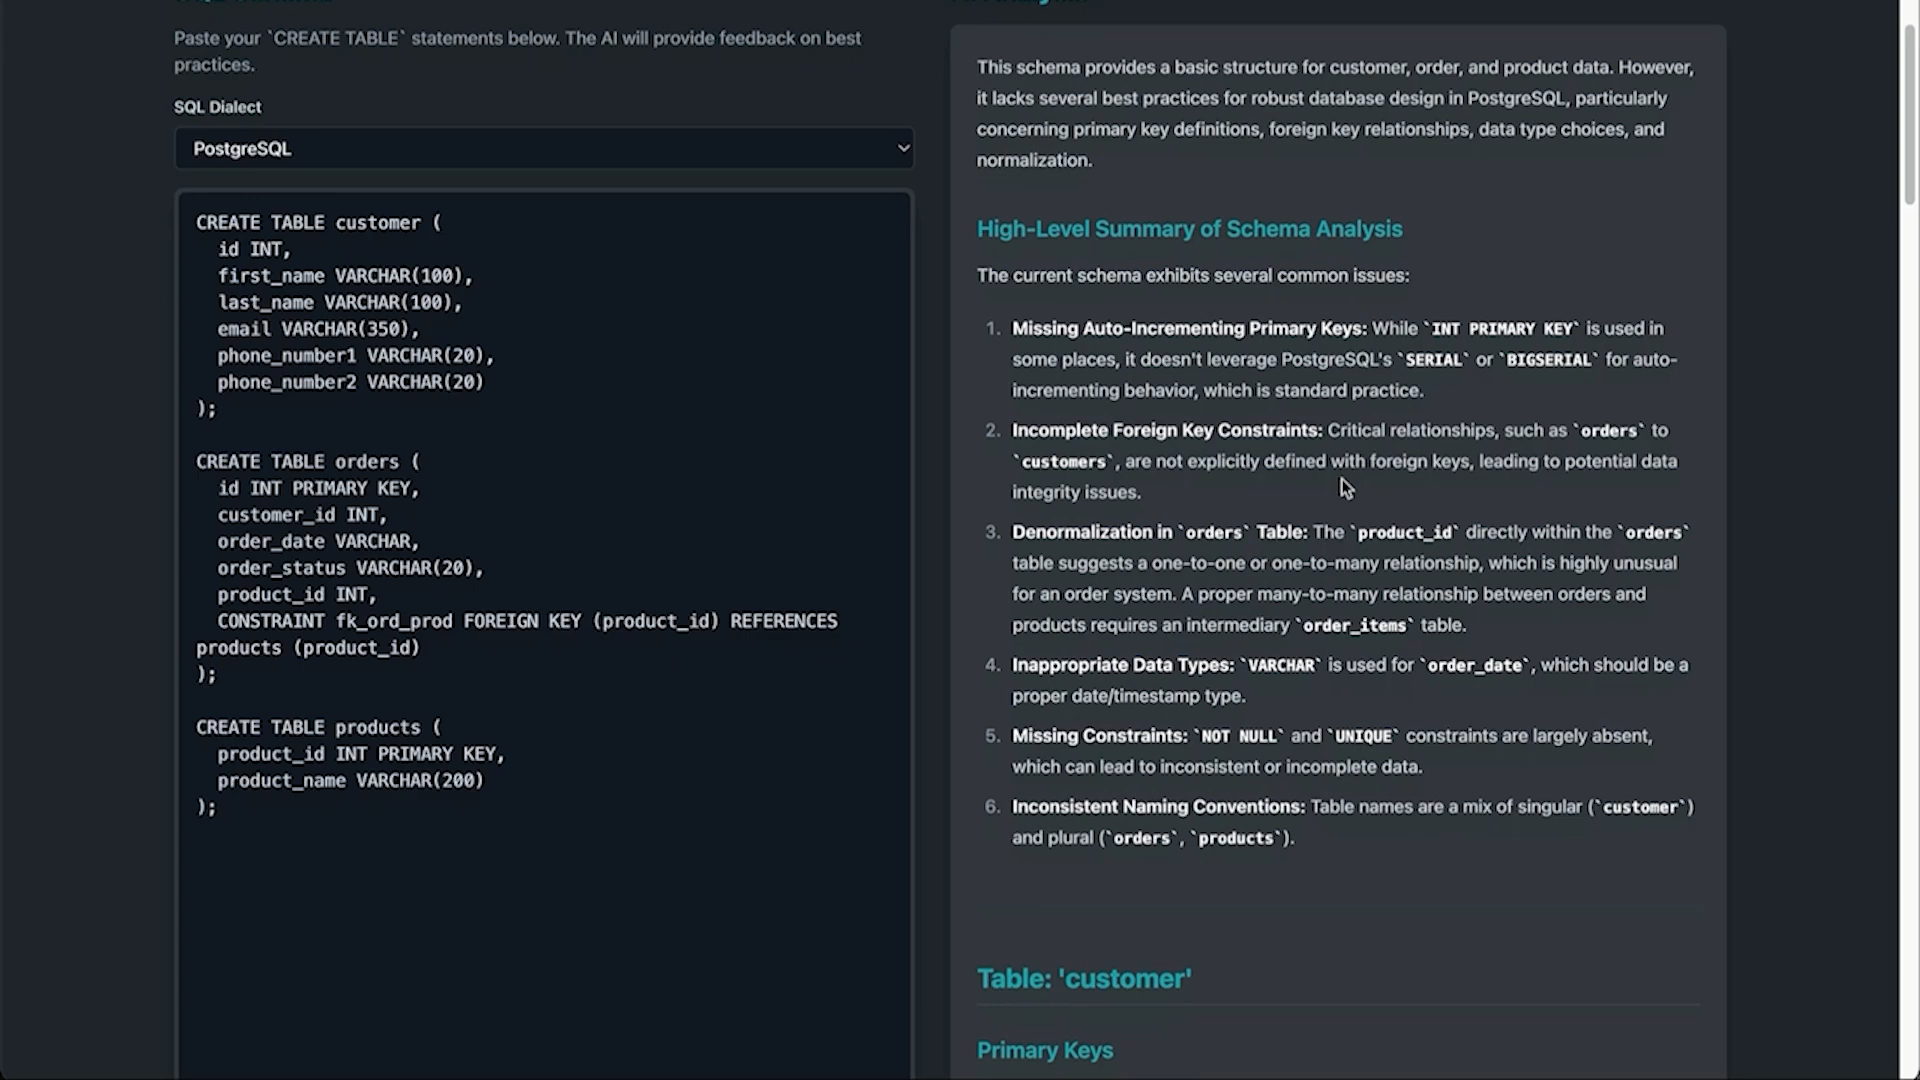 Paste your `CREATE TABLE` statements below. The AI will provide feedback on best
practices.
SQL Dialect
PostgreSQL
CREATE TABLE customer (
  id INT,
  first_name VARCHAR(100),
  last_name VARCHAR(100),
  email VARCHAR(350),
  phone_number1 VARCHAR(20),
  phone_number2 VARCHAR(20)
);
CREATE TABLE orders (
  id INT PRIMARY KEY,
  customer_id INT,
  order_date VARCHAR,
  order_status VARCHAR(20),
  product_id INT,
  CONSTRAINT fk_ord_prod FOREIGN KEY (product_id) REFERENCES
products (product_id)
);
CREATE TABLE products (
  product_id INT PRIMARY KEY,
  product_name VARCHAR(200)
);
This schema provides a basic structure for customer, order, and product data. However,
it lacks several best practices for robust database design in PostgreSQL, particularly
concerning primary key definitions, foreign key relationships, data type choices, and
normalization.
High-Level Summary of Schema Analysis
The current schema exhibits several common issues:
1. Missing Auto-Incrementing Primary Keys: While `INT PRIMARY KEY` is used in
some places, it doesn't leverage PostgreSQL's `SERIAL` or `BIGSERIAL` for auto-
incrementing behavior, which is standard practice.
2. Incomplete Foreign Key Constraints: Critical relationships, such as `orders` to
`customers`, are not explicitly defined with foreign keys, leading to potential data
integrity issues.
3. Denormalization in `orders` Table: The `product_id` directly within the `orders`
table suggests a one-to-one or one-to-many relationship, which is highly unusual
for an order system. A proper many-to-many relationship between orders and
products requires an intermediary `order_items` table.
4. Inappropriate Data Types: `VARCHAR` is used for `order_date`, which should be a
proper date/timestamp type.
5. Missing Constraints: `NOT NULL` and `UNIQUE` constraints are largely absent,
which can lead to inconsistent or incomplete data.
6. Inconsistent Naming Conventions: Table names are a mix of singular (`customer`)
and plural (`orders`, `products`).
Table: 'customer'
Primary Keys